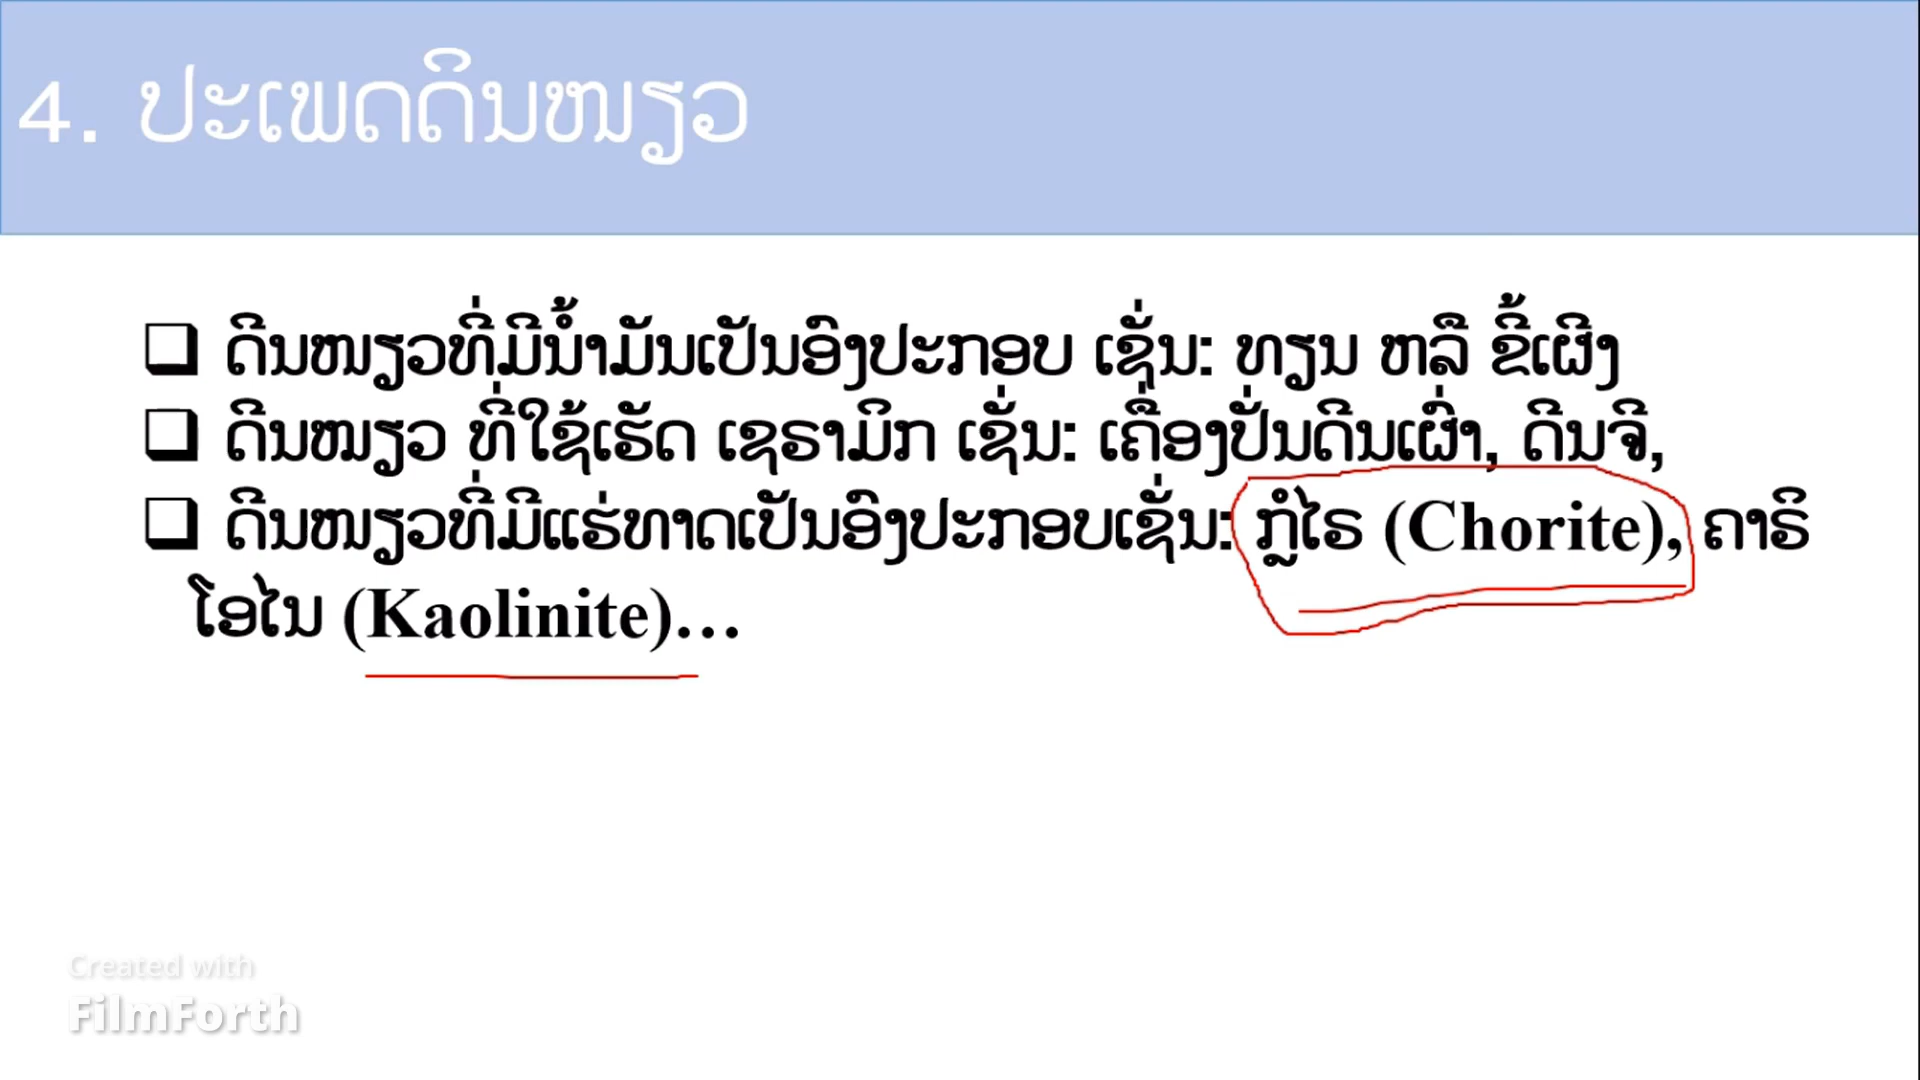 4. ປະເພດດິນໜຽວ
ດີນໜຽວທີ່ມີນ້ຳມັນເປັນອົງປະກອບ ເຊັ່ນ: ທຽນ ຫລື ຂີ້ເຜີ່ງ
ດີນໜຽວ ທີ່ໃຊ້ເຮັດ ເຊຣາມິກ ເຊັ່ນ: ເຄື່ອງປັ່ນດີນເຜົ່າ, ດີນຈີ່,
ດີນໜຽວທີ່ມີແຮ່ທາດເປັນອົງປະກອບເຊັ່ນ: ກຼໍໄຣ (Chorite), ຄາຣິ
ໂອໄນ (Kaolinite)…
Created with
FilmForth